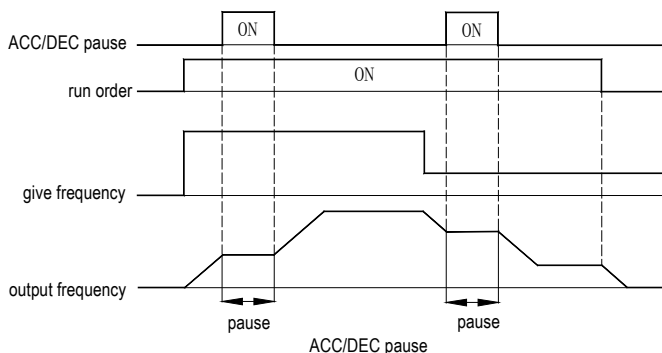 ON
ON
ACC/DEC pause
ON
run order
give frequency
output frequency
pause
pause
ACC/DEC pause